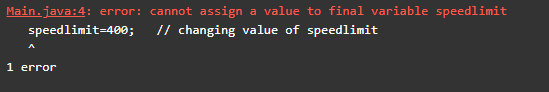 Main.java:4: error: cannot assign a value to final variable speedlimit
speedlimit=400;   // changing value of speedlimit
^
1 error